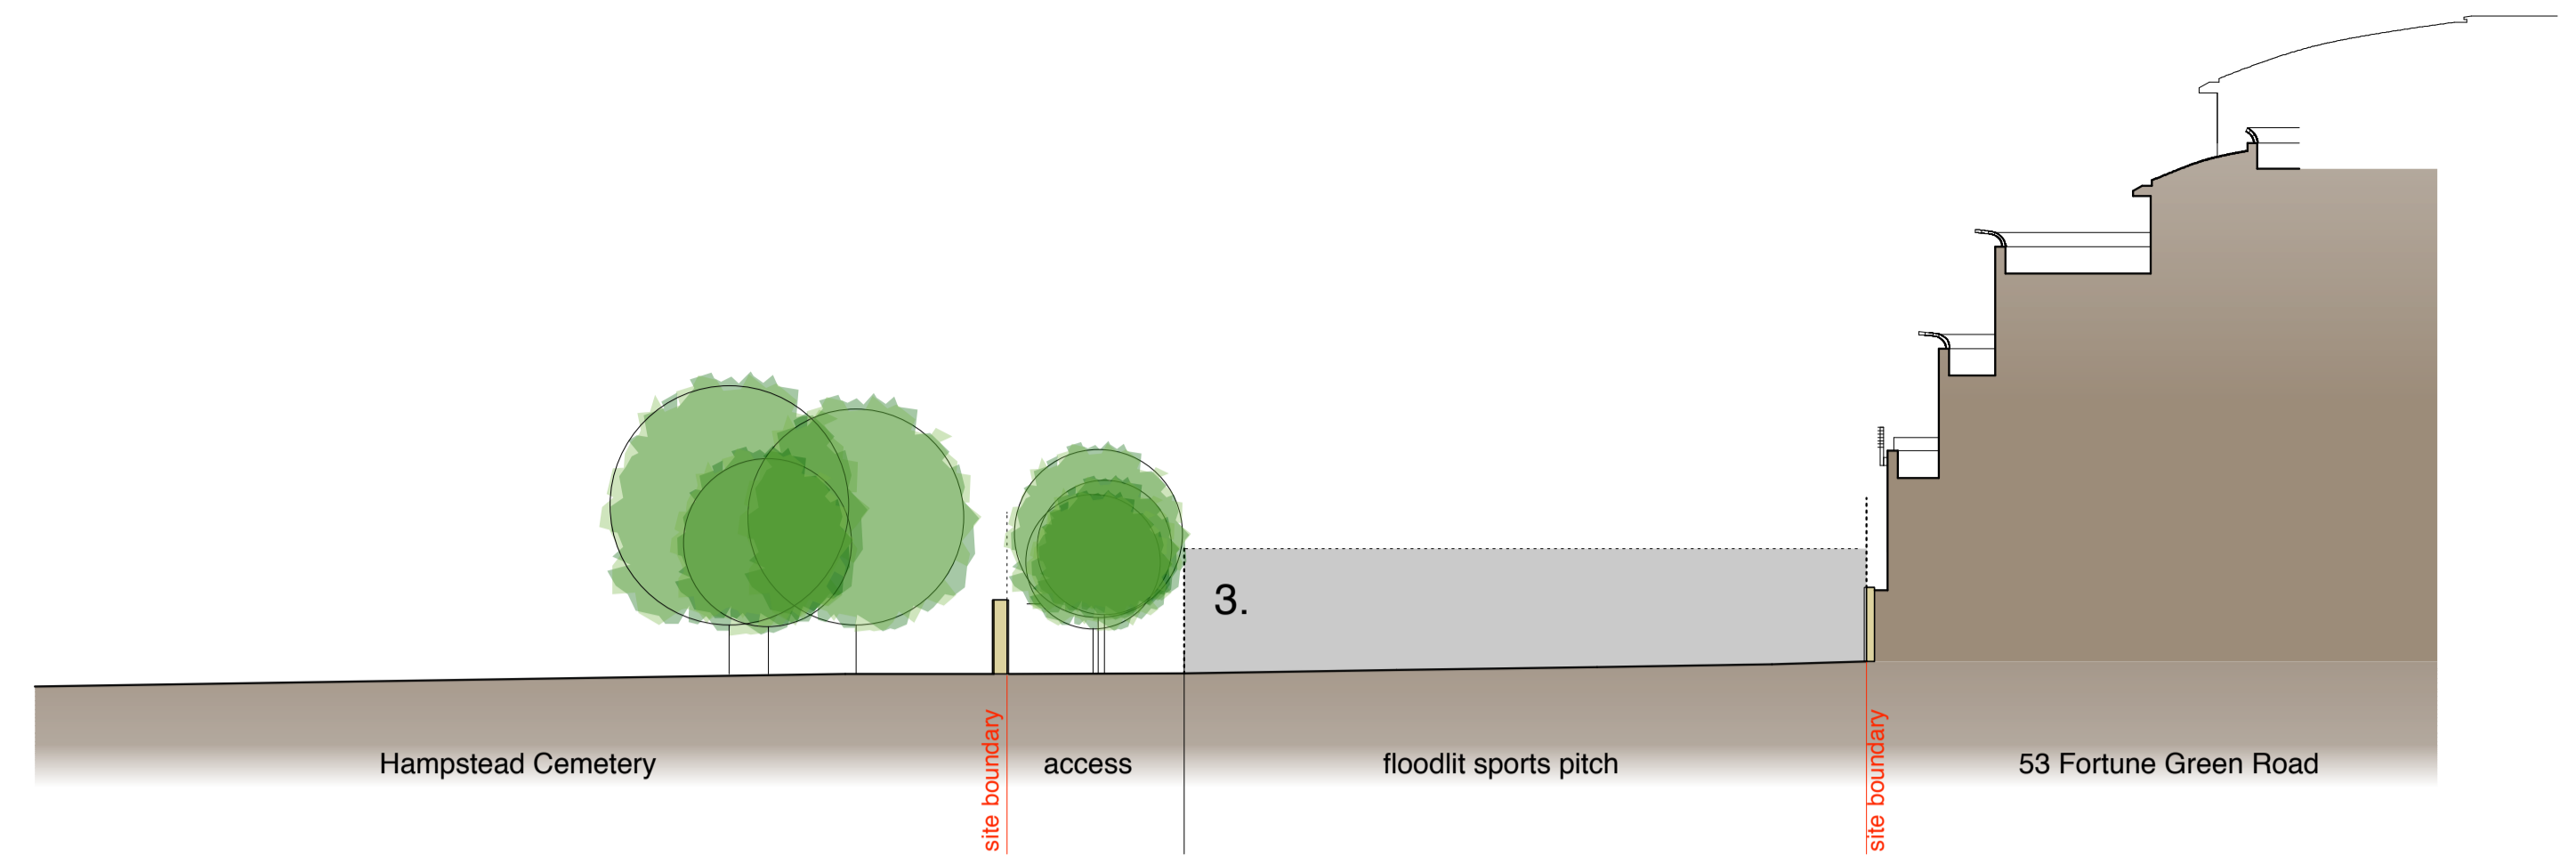 3.
Hampstead Cemetery
site boundary
access
floodlit sports pitch
site boundary
53 Fortune Green Road